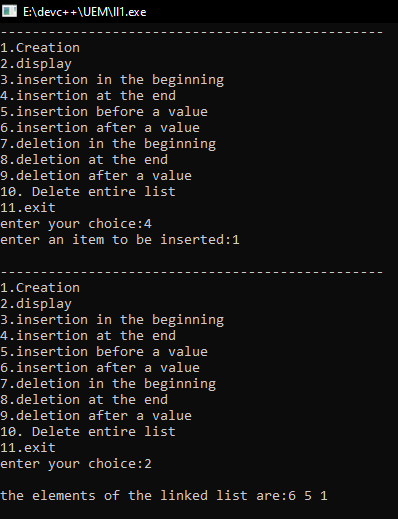 E:\devc++\UEM\ll1.exe
------------------------------------------------
1.Creation
2.display
3.insertion in the beginning
4.insertion at the end
5.insertion before a value
6.insertion after a value
7.deletion in the beginning
8.deletion at the end
9.deletion after a value
10. Delete entire list
11.exit
enter your choice:4
enter an item to be inserted:1
------------------------------------------------
1.Creation
2.display
3.insertion in the beginning
4.insertion at the end
5.insertion before a value
6.insertion after a value
7.deletion in the beginning
8.deletion at the end
9.deletion after a value
10. Delete entire list
11.exit
enter your choice:2
the elements of the linked list are:6 5 1